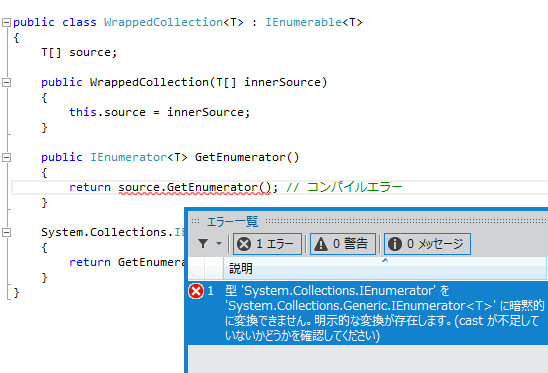 public class WrappedCollection<T> : IEnumerable<T>
{
T[] source;
public WrappedCollection(T[] innerSource)
{
this.source = innerSource;
}
public IEnumerator<T> GetEnumerator()
{
return source.GetEnumerator(); // コンパイルエラー
}
System.Collections.IE
{
return GetEnumera
}
}
エラー一覧
1 エラー
0 警告
0 メッセージ
説明
1 型 'System.Collections.IEnumerator' を
'System.Collections.Generic.IEnumerator<T>' に暗黙的
に変換できません。明示的な変換が存在します。(cast が不足して
いないかどうかを確認してください)